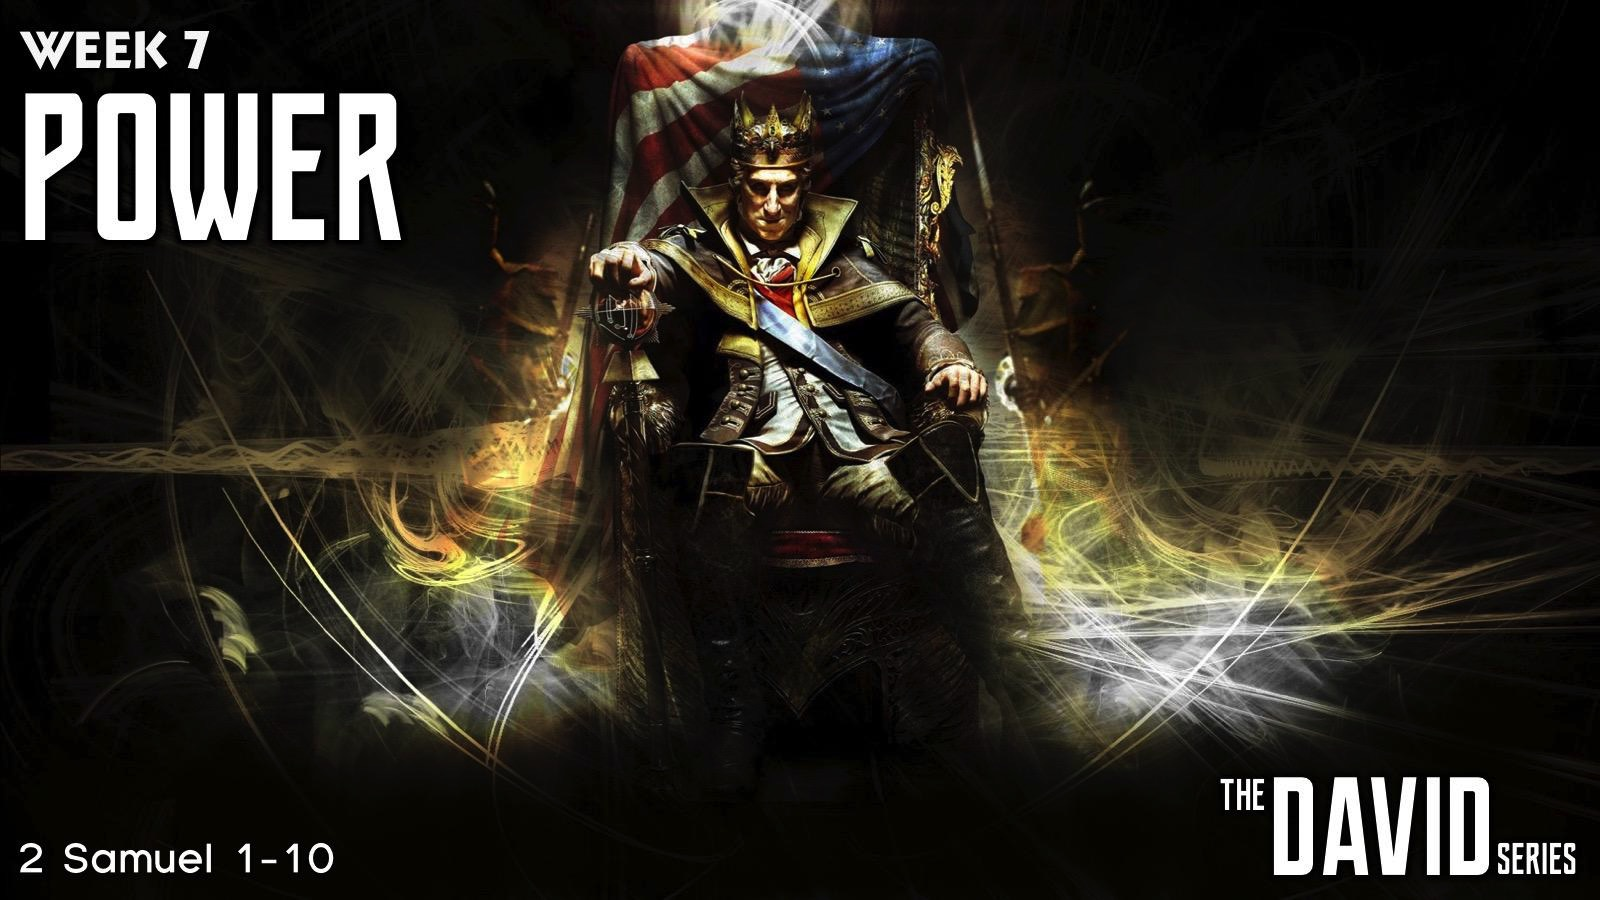 WEEK 7
POWER
2 Samuel 1-10
THE DAVID SERIES